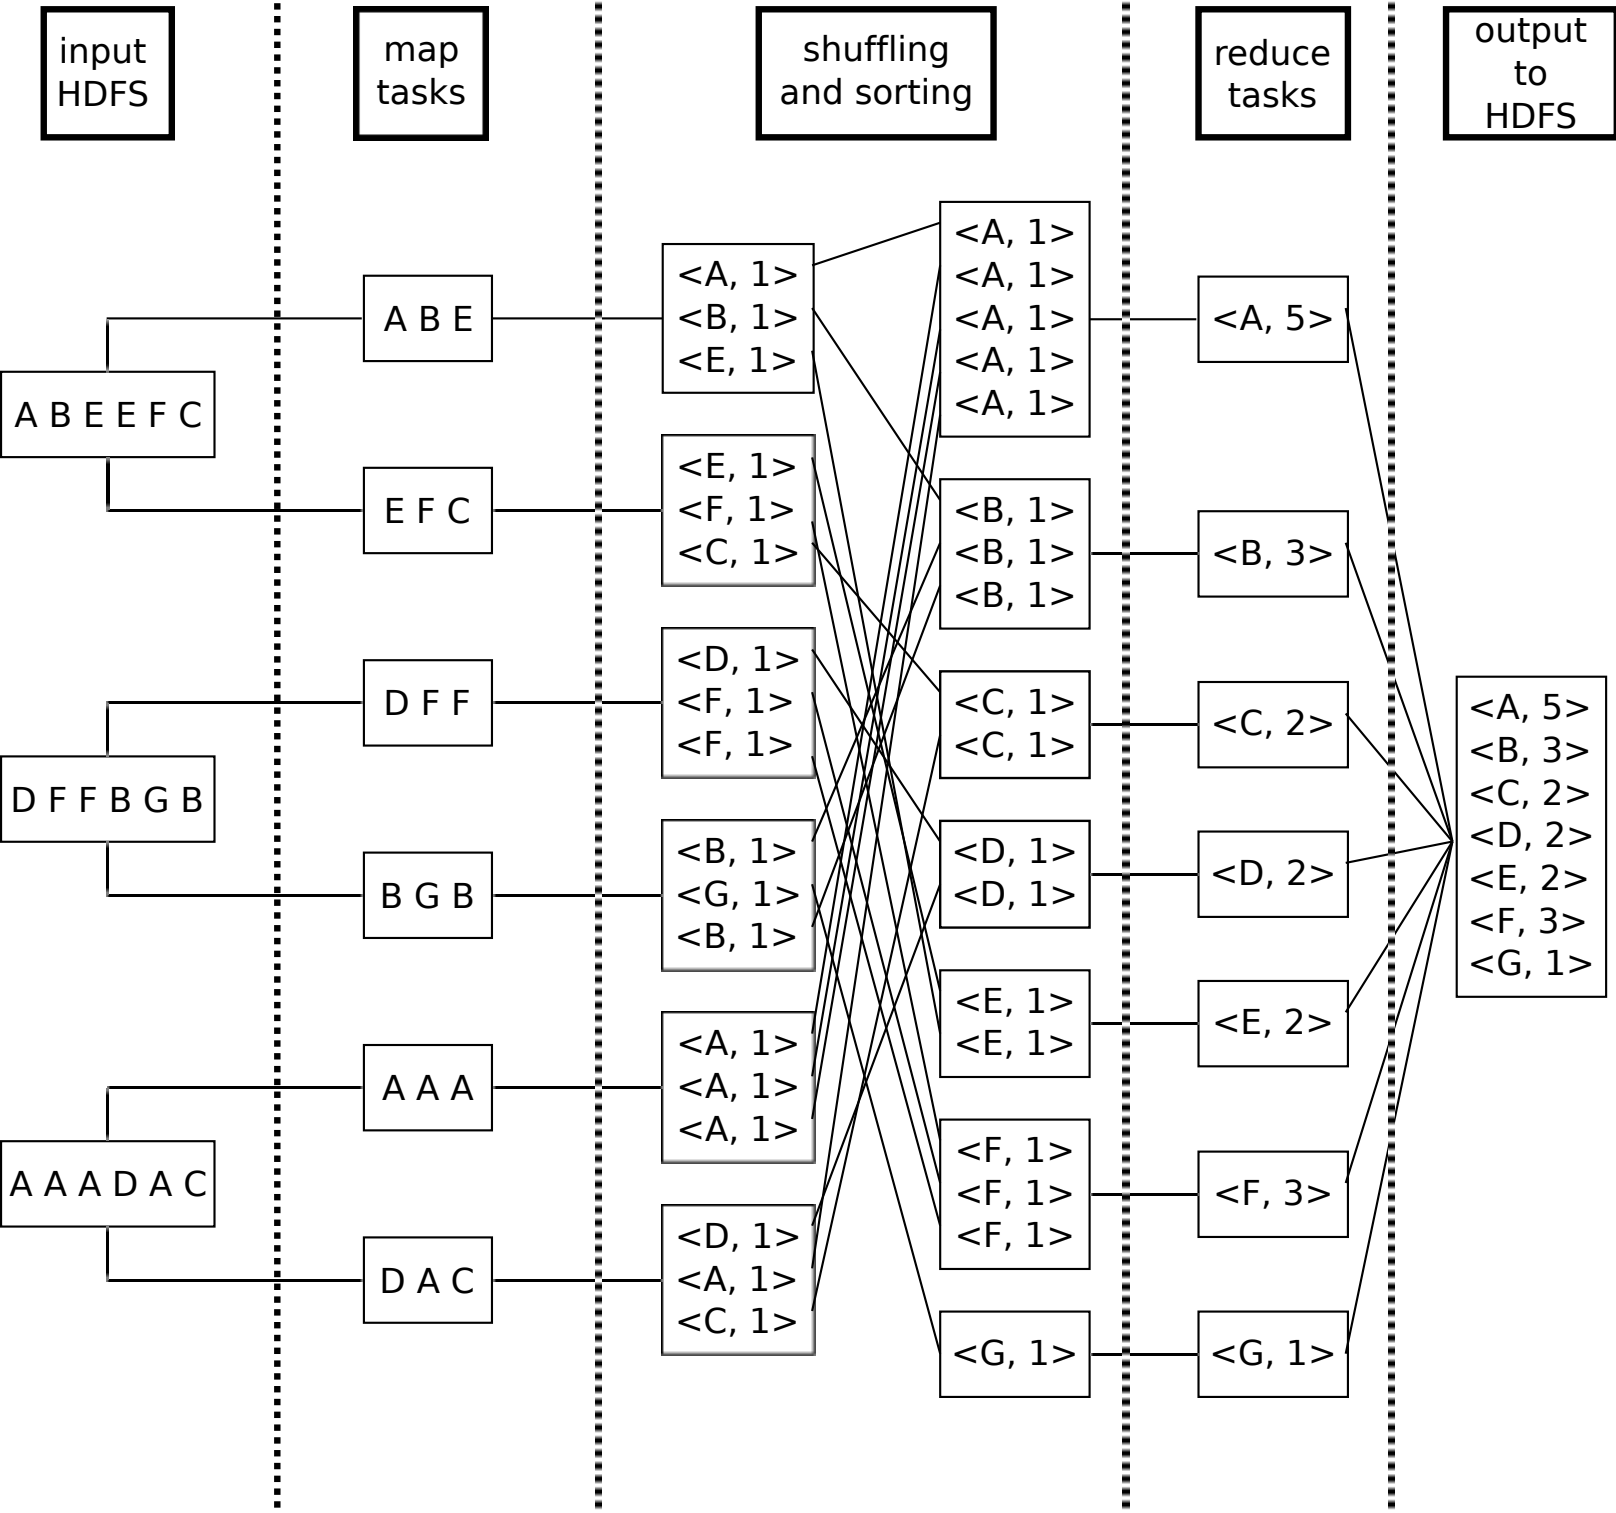 input
HDFS
map
tasks
shuffling
and sorting
reduce
tasks
output
to
HDFS
A B E E F C
D F F B G B
A A A D A C
A B E
E F C
D F F
B G B
A A A
D A C
<A, 1>
<B, 1>
<E, 1>
<E, 1>
<F, 1>
<C, 1>
<D, 1>
<F, 1>
<F, 1>
<B, 1>
<G, 1>
<B, 1>
<A, 1>
<A, 1>
<A, 1>
<D, 1>
<A, 1>
<C, 1>
<A, 1>
<A, 1>
<A, 1>
<A, 1>
<A, 1>
<B, 1>
<B, 1>
<B, 1>
<C, 1>
<C, 1>
<D, 1>
<D, 1>
<E, 1>
<E, 1>
<F, 1>
<F, 1>
<F, 1>
<G, 1>
<A, 5>
<B, 3>
<C, 2>
<D, 2>
<E, 2>
<F, 3>
<G, 1>
<A, 5>
<B, 3>
<C, 2>
<D, 2>
<E, 2>
<F, 3>
<G, 1>